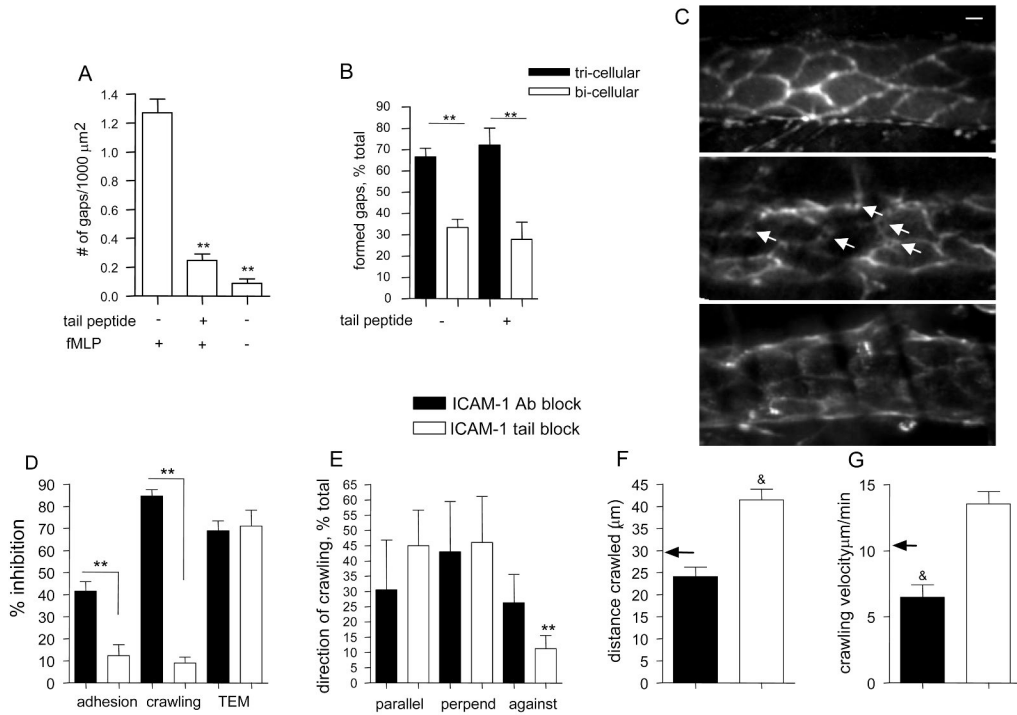 A
# of gaps/1000 µm2
1.4
1.2
1.0
0.8
0.6
0.4
0.2
0.0
**
**
tail peptide - + -
fMLP + + -
B
tri-cellular
bi-cellular
formed gaps, % total
90
80
70
60
50
40
30
20
10
0
**
**
tail peptide - +
C
ICAM-1 Ab block
ICAM-1 tail block
D
% inhibition
90
80
70
60
50
40
30
20
10
0
**
**
adhesion crawling TEM
E
direction of crawling, % total
65
60
55
50
45
40
35
30
25
20
15
10
5
0
**
parallel perpend against
F
distance crawled (µm)
45
40
35
30
25
20
15
10
5
0
&
G
crawling velocityµm/min
15
10
5
0
&